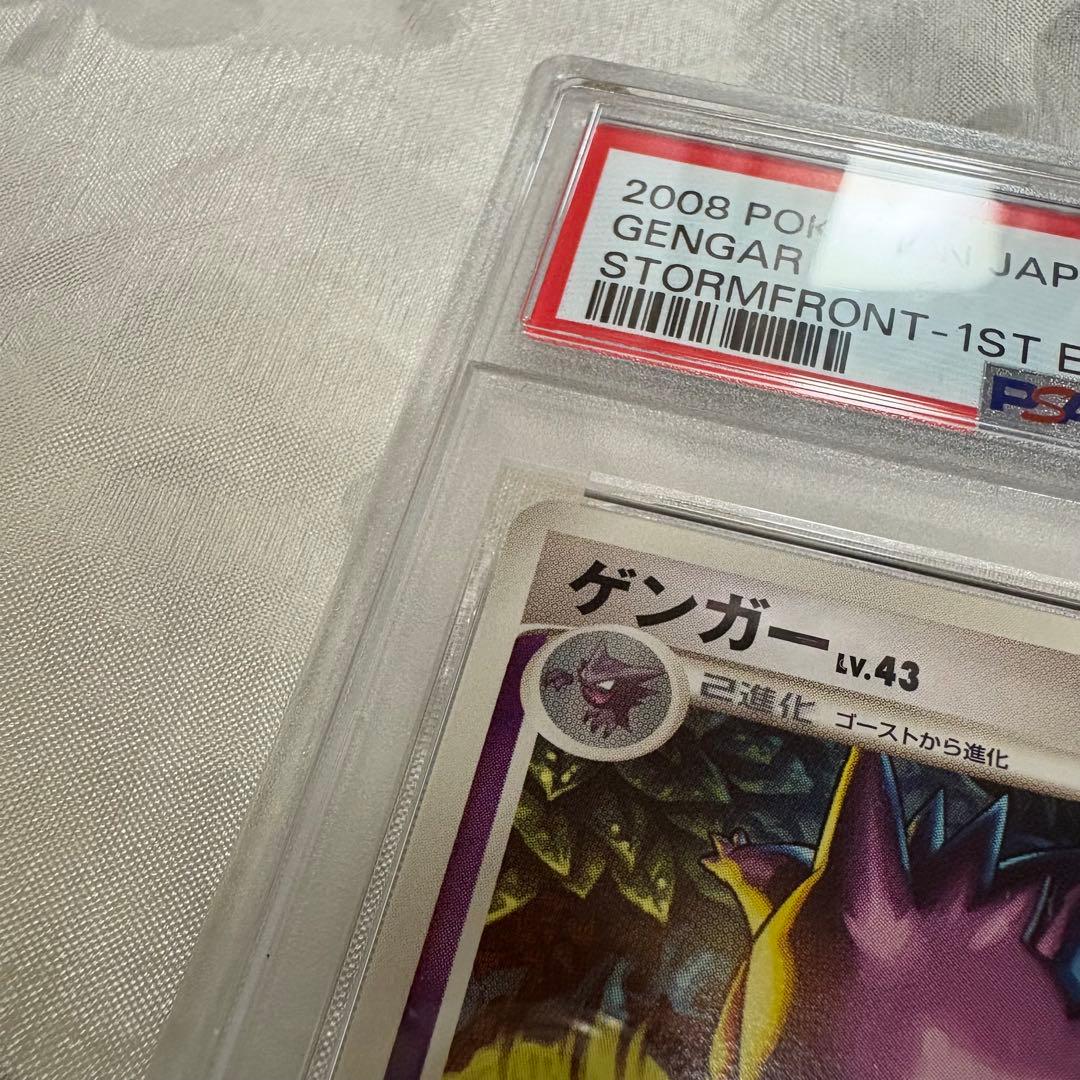 2008 POK
GENGAR JAP
STORMFRONT-1ST E
PSA
ゲンガー LV.43
2進化 ゴーストから進化